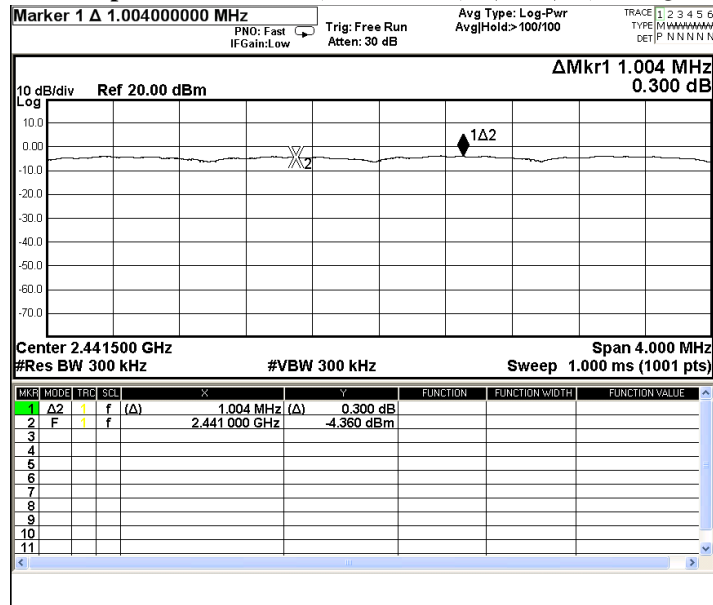 Marker 1 Δ 1.004000000 MHz
PNO: Fast
IFGain:Low
Trig: Free Run
Atten: 30 dB
Avg Type: Log-Pwr
Avg|Hold:>100/100
TRACE 1 2 3 4 5 6
TYPE M
DET P N N N N N
ΔMkr1 1.004 MHz
0.300 dB
10 dB/div Ref 20.00 dBm
Log
10.0
0.00
-10.0
-20.0
-30.0
-40.0
-50.0
-60.0
-70.0
1Δ2
2
Center 2.441500 GHz Span 4.000 MHz
#Res BW 300 kHz #VBW 300 kHz Sweep 1.000 ms (1001 pts)
MKR MODE TRC SCL X Y FUNCTION FUNCTION WIDTH FUNCTION VALUE
1 Δ2 1 f (Δ) 1.004 MHz (Δ) 0.300 dB
2 F 1 f 2.441 000 GHz -4.360 dBm
3
4
5
6
7
8
9
10
11